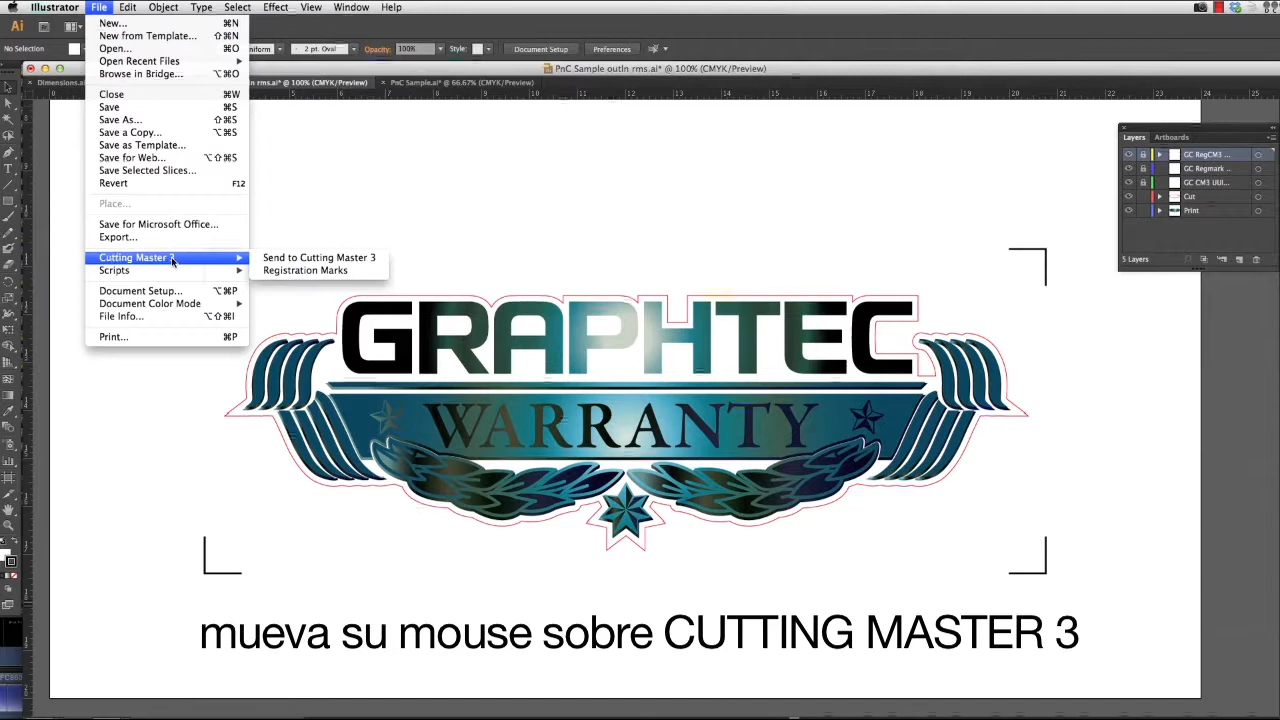 Illustrator File Edit Object Type Select Effect View Window Help
No Selection
2 pt. Oval
Opacity: 100% Style: Document Setup Preferences
PnC Sample outln rms.ai* @ 100% (CMYK/Preview)
rms.ai* @ 100% (CMYK/Preview) × PnC Sample.ai* @ 66.67% (CMYK/Preview)
New... ⌘N
New from Template... ⇧⌘N
Open... ⌘O
Open Recent Files
Browse in Bridge... ⌥⌘O
Close ⌘W
Save ⌘S
Save As... ⇧⌘S
Save a Copy... ⌥⌘S
Save as Template...
Save for Web... ⌥⇧⌘S
Save Selected Slices...
Revert F12
Place...
Save for Microsoft Office...
Export...
Cutting Master 3
Scripts
Document Setup... ⌥⌘P
Document Color Mode
File Info... ⌥⇧⌘I
Print... ⌘P
Send to Cutting Master 3
Registration Marks
Layers Artboards
GC RegCM3 ...
GC Regmark ...
GC CM3 UUI...
Cut
Print
5 Layers
GRAPHTEC
WARRANTY
mueva su mouse sobre CUTTING MASTER 3